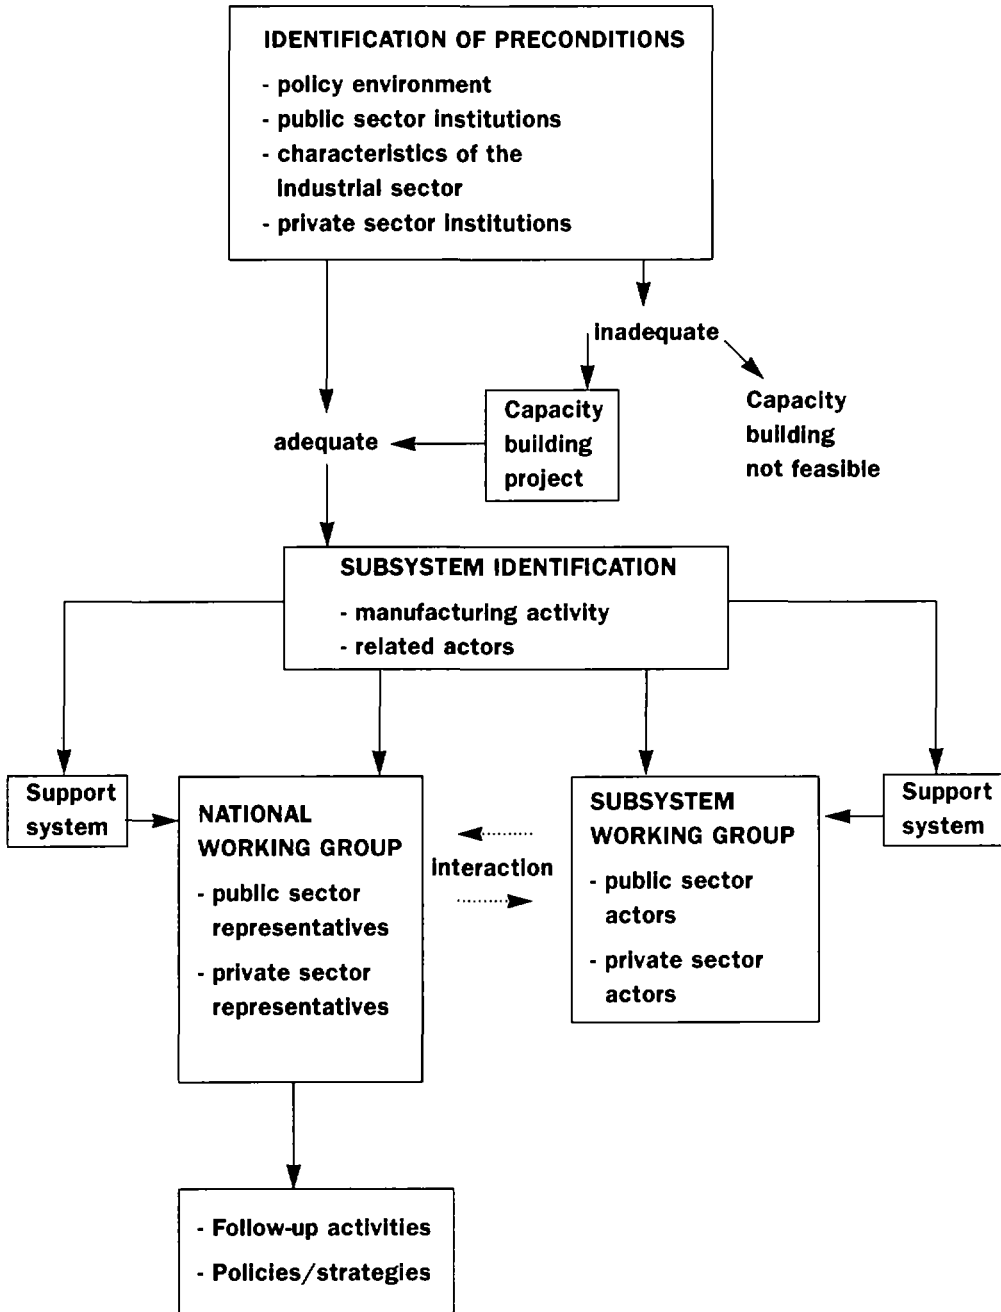 IDENTIFICATION OF PRECONDITIONS
- policy environment
- public sector institutions
- characteristics of the
industrial sector
- private sector institutions
inadequate
Capacity
building
project
Capacity
building
not feasible
adequate
SUBSYSTEM IDENTIFICATION
- manufacturing activity
- related actors
Support
system
NATIONAL
WORKING GROUP
- public sector
representatives
- private sector
representatives
interaction
SUBSYSTEM
WORKING GROUP
- public sector
actors
- private sector
actors
Support
system
- Follow-up activities
- Policies/strategies